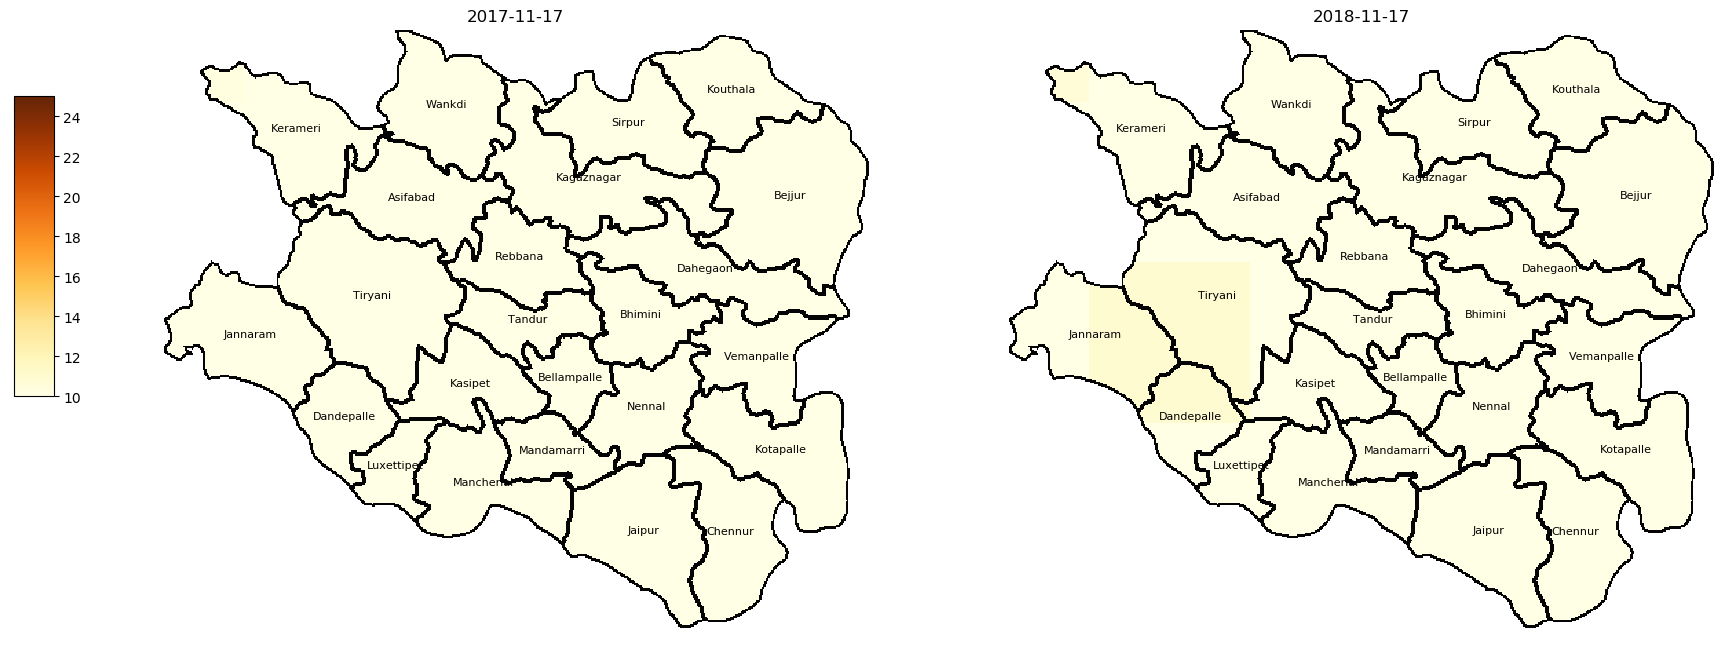 2017-11-17
2018-11-17
24
22
20
18
16
14
12
10
Kouthala
Wankdi
Sirpur
Kerameri
Kagaznagar
Bejjur
Asifabad
Rebbana
Dahegaon
Tiryani
Bhimini
Tandur
Jannaram
Vemanpalle
Bellampalle
Kasipet
Nennal
Dandepalle
Mandamarri
Kotapalle
Luxettipet
Mancherial
Jaipur
Chennur
Kouthala
Wankdi
Sirpur
Kerameri
Kagaznagar
Bejjur
Asifabad
Rebbana
Dahegaon
Tiryani
Bhimini
Tandur
Jannaram
Vemanpalle
Bellampalle
Kasipet
Nennal
Dandepalle
Mandamarri
Kotapalle
Luxettipet
Mancherial
Jaipur
Chennur